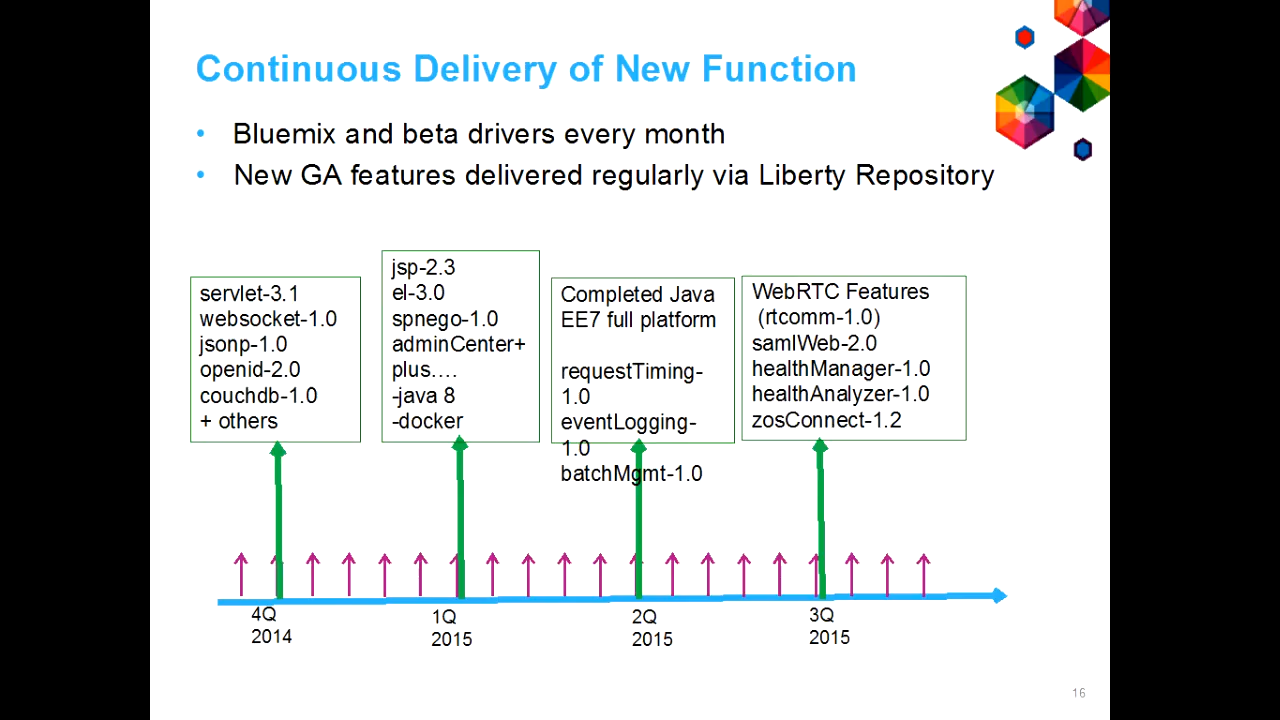 Continuous Delivery of New Function
• Bluemix and beta drivers every month
• New GA features delivered regularly via Liberty Repository
servlet-3.1
websocket-1.0
jsonp-1.0
openid-2.0
couchdb-1.0
+ others
jsp-2.3
el-3.0
spnego-1.0
adminCenter+
plus….
-java 8
-docker
Completed Java
EE7 full platform
requestTiming-
1.0
eventLogging-
1.0
batchMgmt-1.0
WebRTC Features
(rtcomm-1.0)
samlWeb-2.0
healthManager-1.0
healthAnalyzer-1.0
zosConnect-1.2
4Q
2014
1Q
2015
2Q
2015
3Q
2015
16